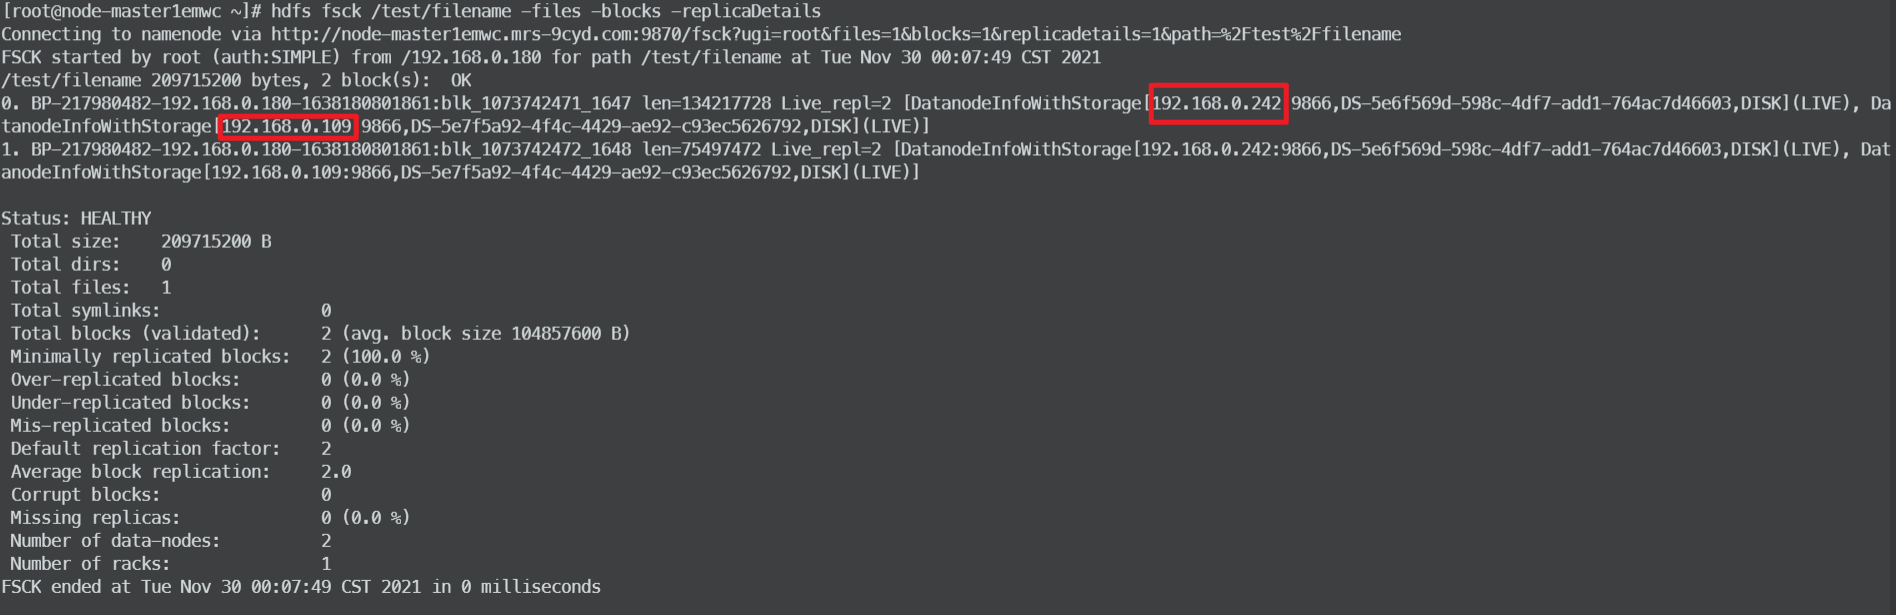 [root@node-master1emwc ~]# hdfs fsck /test/filename -files -blocks -replicaDetails
Connecting to namenode via http://node-master1emwc.mrs-9cyd.com:9870/fsck?ugi=root&files=1&blocks=1&replicadetails=1&path=%2Ftest%2Ffilename
FSCK started by root (auth:SIMPLE) from /192.168.0.180 for path /test/filename at Tue Nov 30 00:07:49 CST 2021
/test/filename 209715200 bytes, 2 block(s):  OK
0. BP-217980482-192.168.0.180-1638180801861:blk_1073742471_1647 len=134217728 Live_repl=2 [DatanodeInfoWithStorage[192.168.0.242 9866,DS-5e6f569d-598c-4df7-add1-764ac7d46603,DISK](LIVE), Da
tanodeInfoWithStorage[192.168.0.109 9866,DS-5e7f5a92-4f4c-4429-ae92-c93ec5626792,DISK](LIVE)]
1. BP-217980482-192.168.0.180-1638180801861:blk_1073742472_1648 len=75497472 Live_repl=2 [DatanodeInfoWithStorage[192.168.0.242:9866,DS-5e6f569d-598c-4df7-add1-764ac7d46603,DISK](LIVE), Dat
anodeInfoWithStorage[192.168.0.109:9866,DS-5e7f5a92-4f4c-4429-ae92-c93ec5626792,DISK](LIVE)]

Status: HEALTHY
 Total size:    209715200 B
 Total dirs:    0
 Total files:   1
 Total symlinks:                0
 Total blocks (validated):      2 (avg. block size 104857600 B)
 Minimally replicated blocks:   2 (100.0 %)
 Over-replicated blocks:        0 (0.0 %)
 Under-replicated blocks:       0 (0.0 %)
 Mis-replicated blocks:         0 (0.0 %)
 Default replication factor:    2
 Average block replication:     2.0
 Corrupt blocks:                0
 Missing replicas:              0 (0.0 %)
 Number of data-nodes:          2
 Number of racks:               1
FSCK ended at Tue Nov 30 00:07:49 CST 2021 in 0 milliseconds